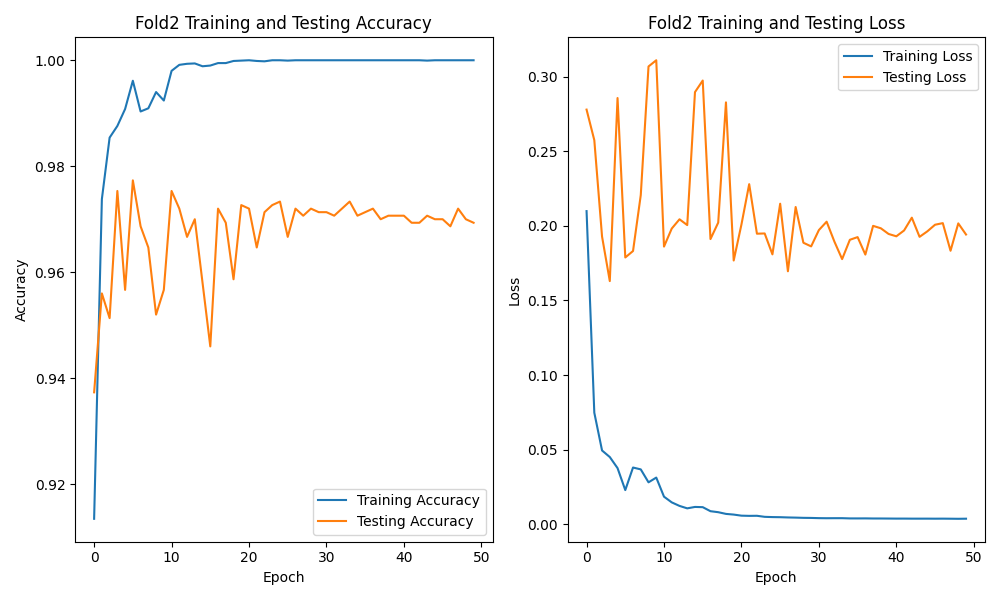 Fold2 Training and Testing Accuracy
1.00
0.98
0.96
0.94
0.92
Accuracy
Training Accuracy
Testing Accuracy
0 10 20 30 40 50
Epoch
Fold2 Training and Testing Loss
Training Loss
Testing Loss
0.30
0.25
0.20
0.15
0.10
0.05
0.00
Loss
0 10 20 30 40 50
Epoch